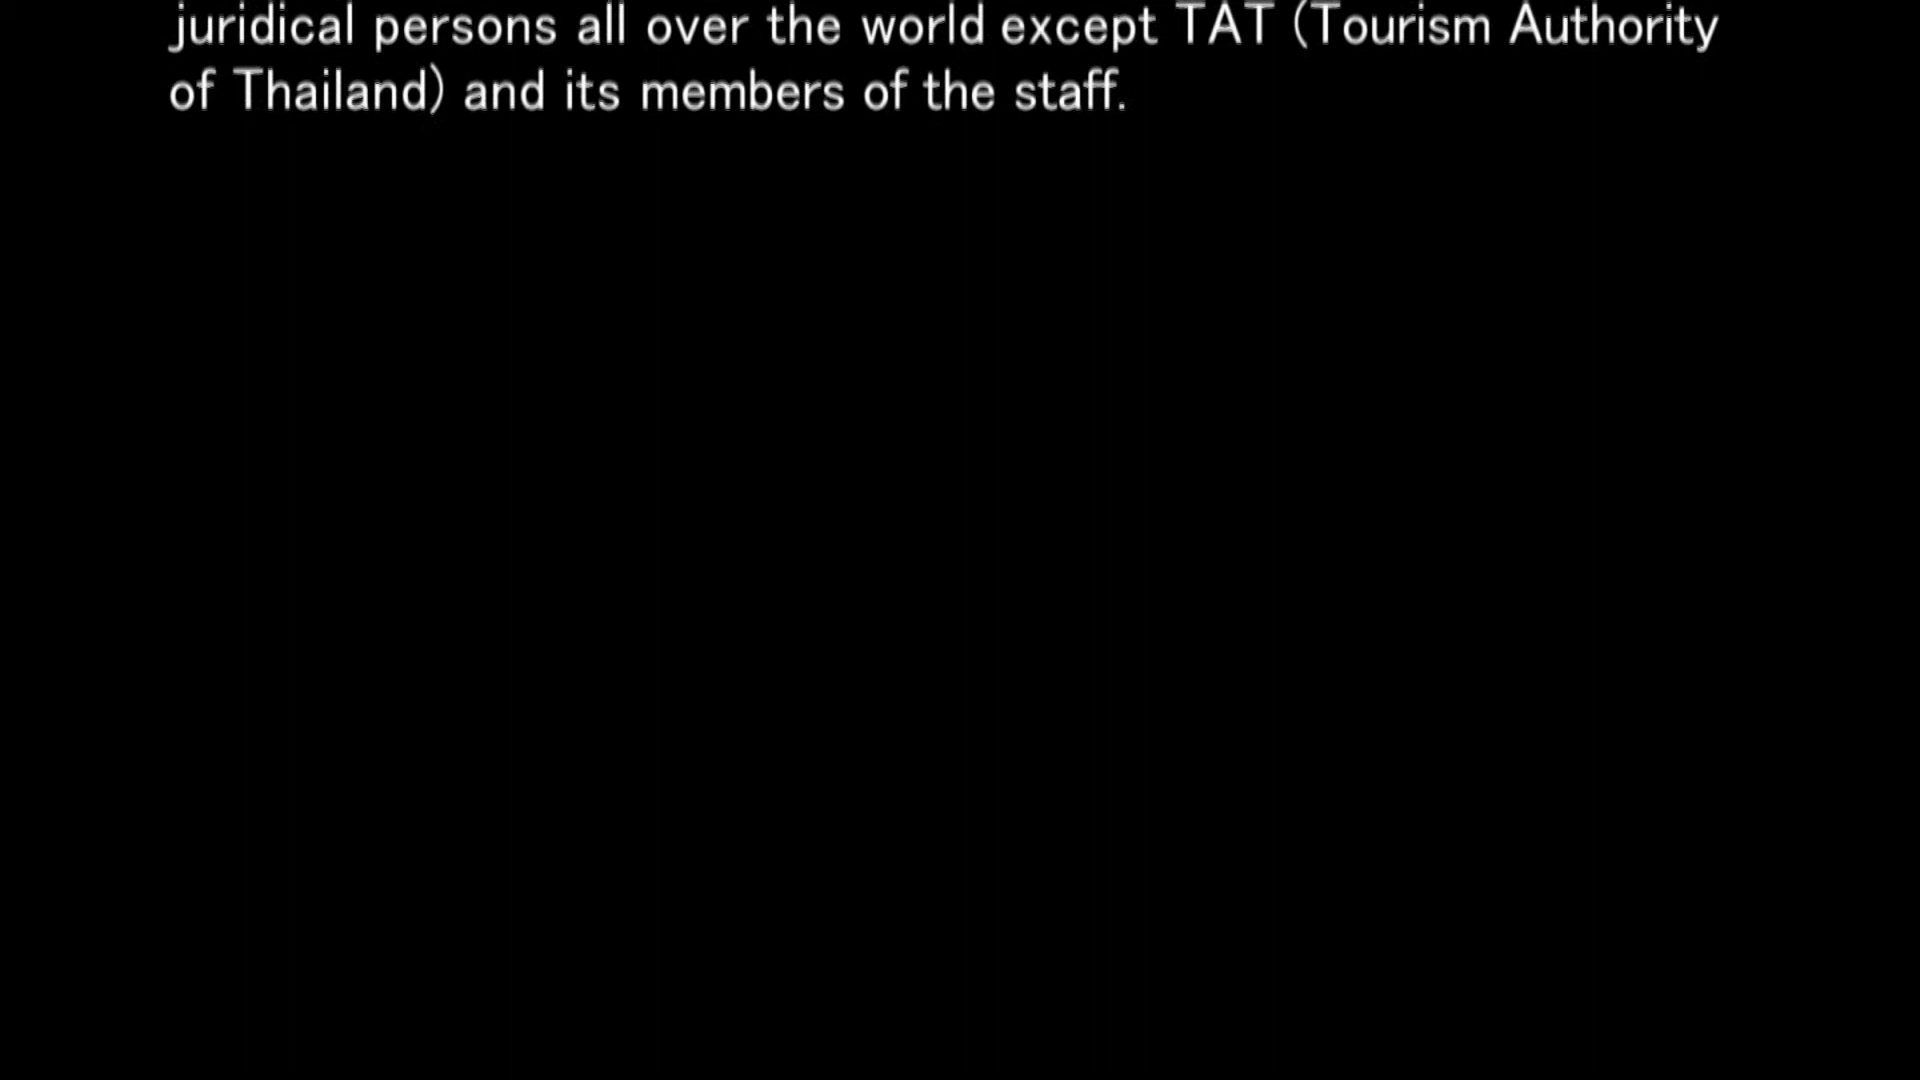 juridical persons all over the world except TAT (Tourism Authority
of Thailand) and its members of the staff.